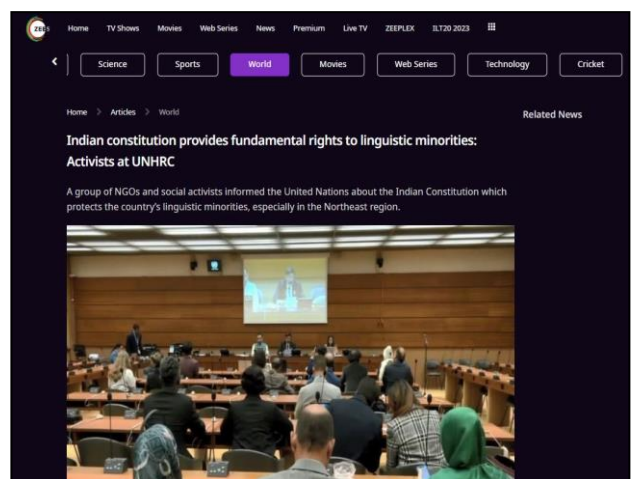 ZEE5
Home TV Shows Movies Web Series News Premium Live TV ZEEPLEX ILT20 2023
Science Sports World Movies Web Series Technology Cricket
Home > Articles > World
Related News
Indian constitution provides fundamental rights to linguistic minorities:
Activists at UNHRC
A group of NGOs and social activists informed the United Nations about the Indian Constitution which
protects the country's linguistic minorities, especially in the Northeast region.